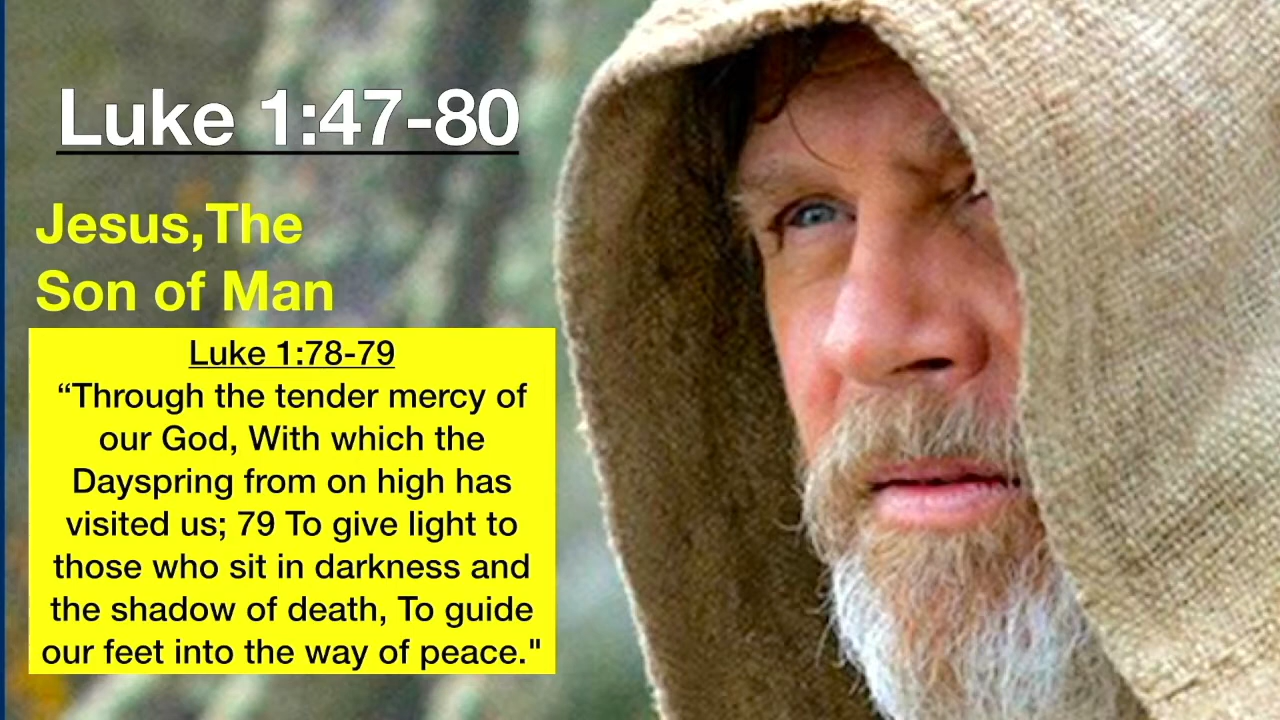 Luke 1:47-80
Jesus,The
Son of Man
Luke 1:78-79
“Through the tender mercy of
our God, With which the
Dayspring from on high has
visited us; 79 To give light to
those who sit in darkness and
the shadow of death, To guide
our feet into the way of peace."